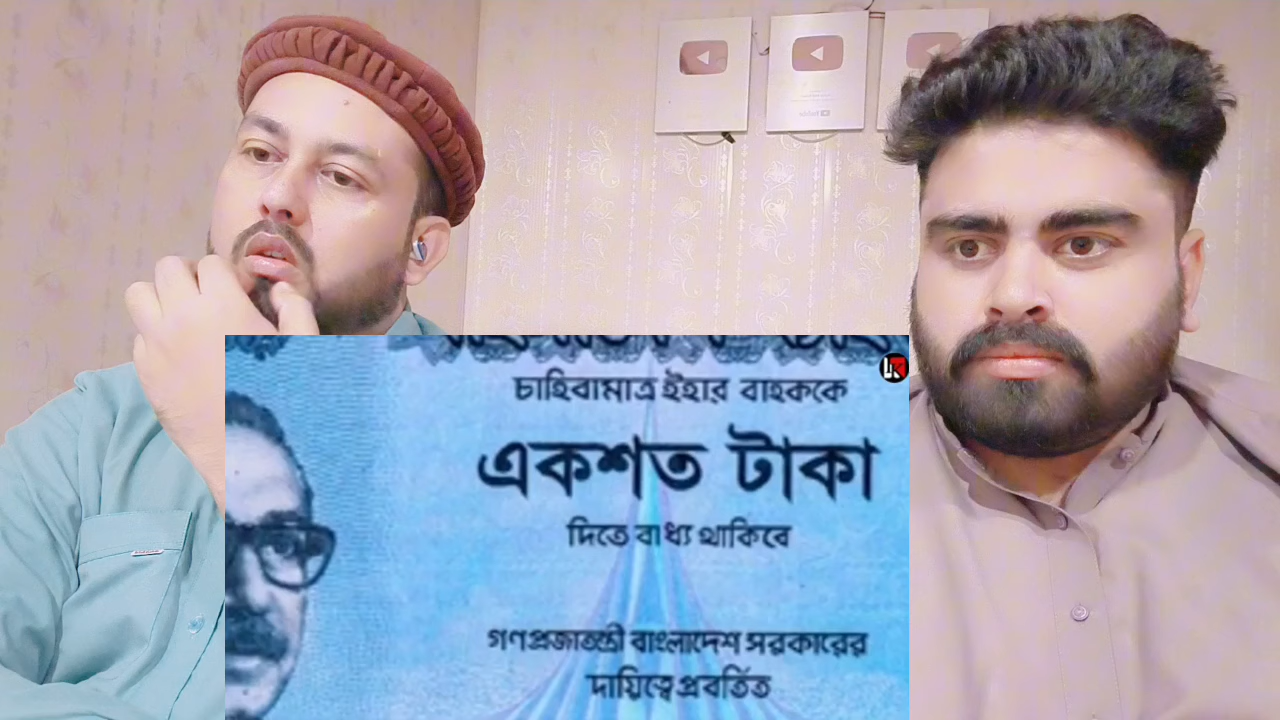 চাহিবামাত্র ইহার বাহককে
একশত টাকা
দিতে বাধ্য থাকিবে
গণপ্রজাতন্ত্রী বাংলাদেশ সরকারের
দায়িত্বে প্রবর্তিত